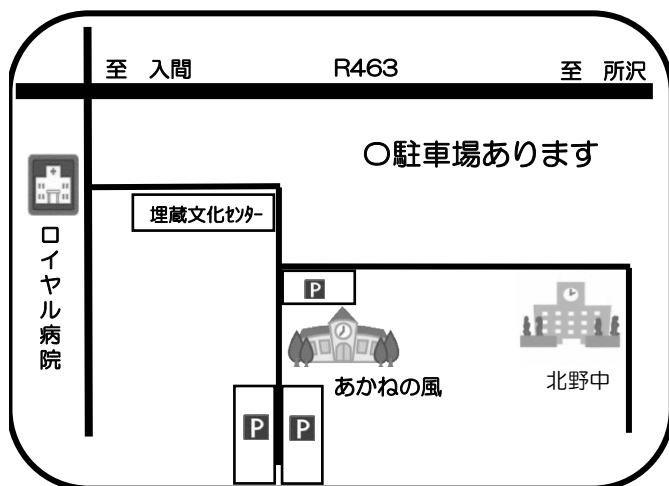 至 入間
R463
至 所沢
〇駐車場あります
埋蔵文化ｾﾝﾀｰ
ロイヤル病院
P
あかねの風
北野中
P
P